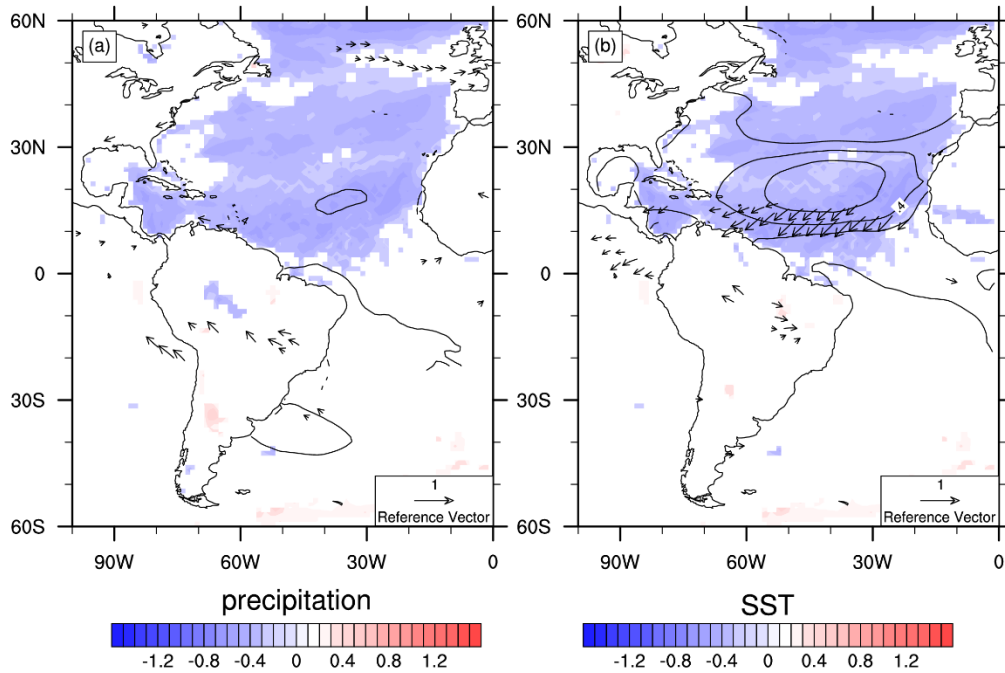 60N
30N
0
30S
60S
(a)
1
Reference Vector
90W 60W 30W 0
precipitation
-1.2 -0.8 -0.4 0 0.4 0.8 1.2
60N
30N
0
30S
60S
(b)
4
1
Reference Vector
90W 60W 30W 0
SST
-1.2 -0.8 -0.4 0 0.4 0.8 1.2